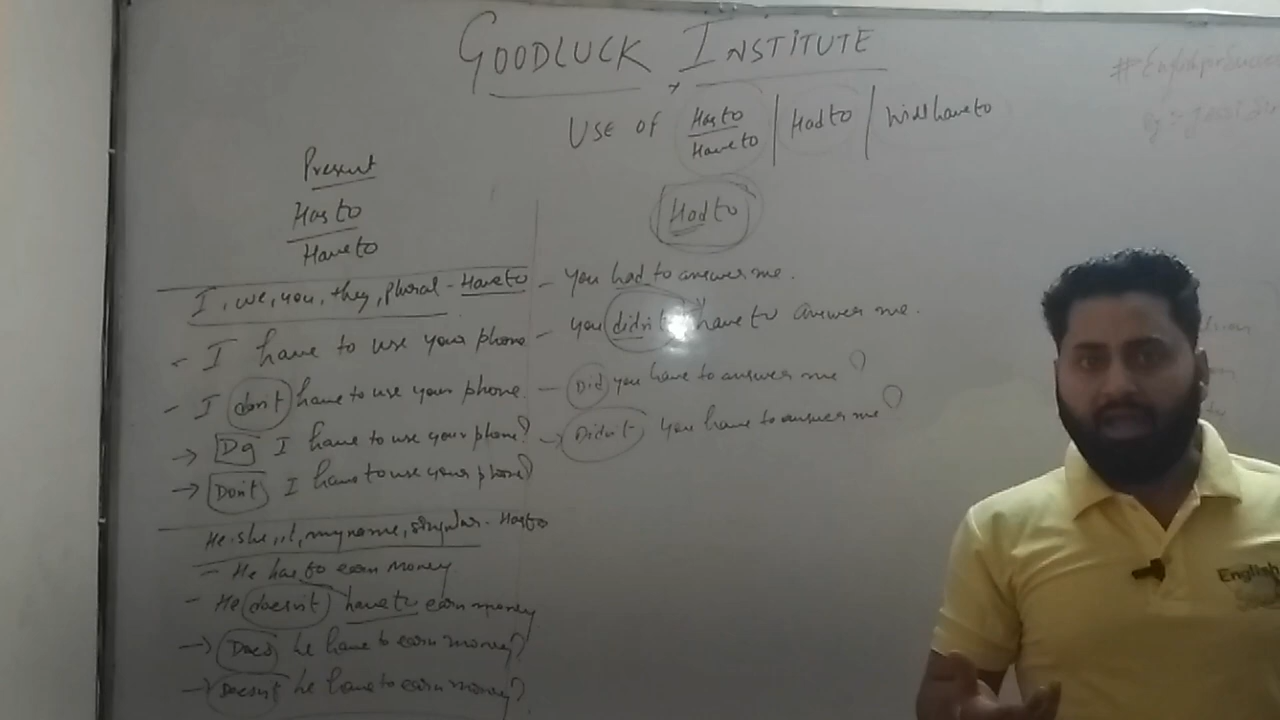 GOODLUCK INSTITUTE
USE OF Has to / Have to | Had to | Will have to
Present
Has to
Have to
I, we, you, they, plural - Have to
- I have to use your phone
- I don't have to use your phone
→ Do I have to use your phone?
→ Don't I have to use your phone?
He, she, it, any name, singular - Has to
- He has to earn money
- He doesn't have to earn money
→ Does he have to earn money?
→ Doesn't he have to earn money?
Had to
- You had to answer me.
- You didn't have to answer me.
- Did you have to answer me?
→ Didn't you have to answer me?
English